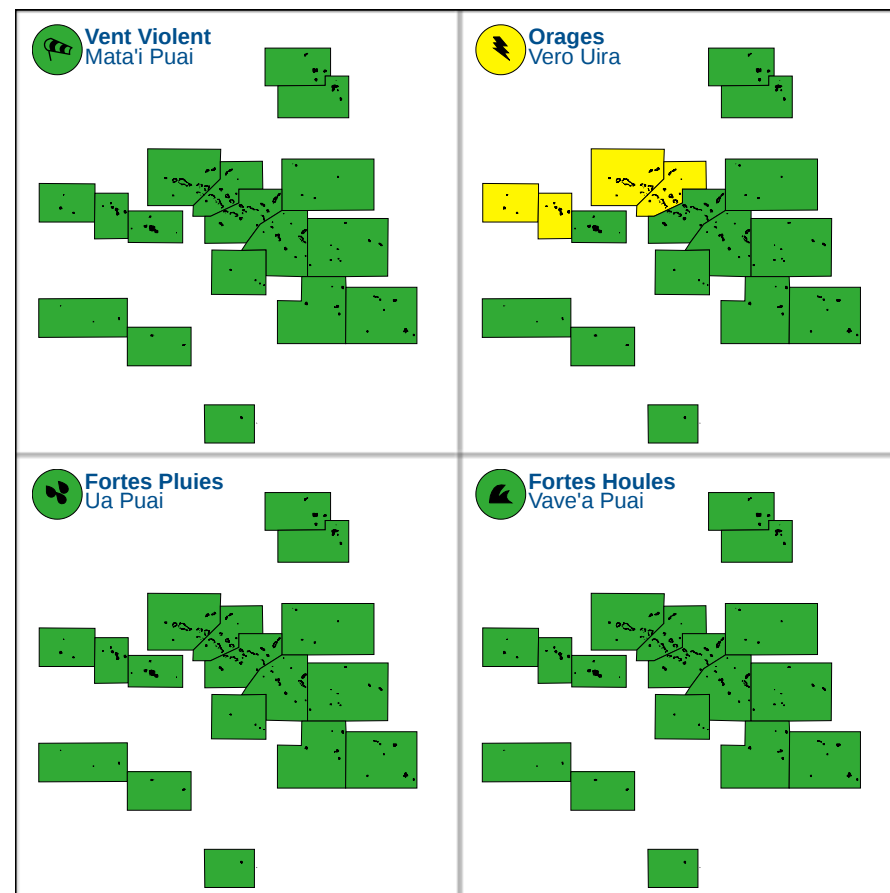 Vent Violent
Mata'i Puai
Orages
Vero Uira
Fortes Pluies
Ua Puai
Fortes Houles
Vave'a Puai